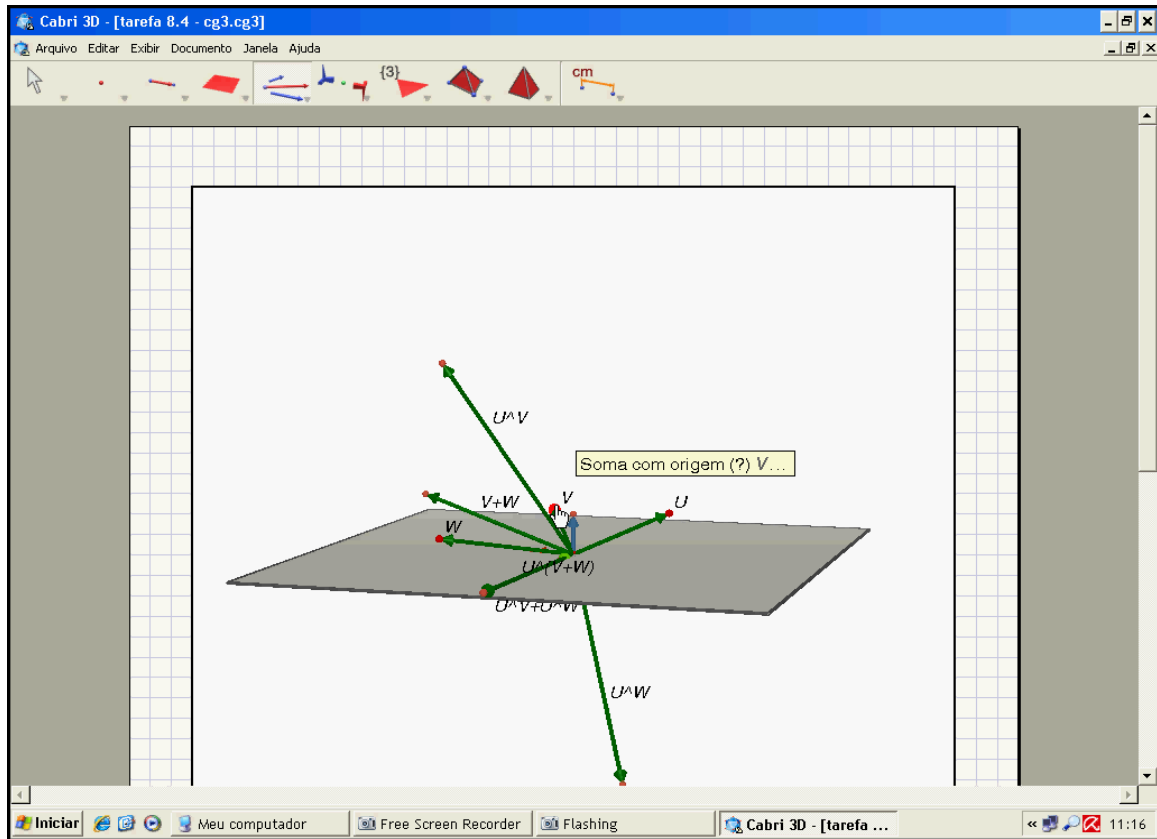 Cabri 3D - [tarefa 8.4 - cg3.cg3]
Arquivo Editar Exibir Documento Janela Ajuda
{3}
cm
U^V
Soma com origem (?) V...
V+W
V
U
W
U^(V+W)
U^V+U^W
U^W
Iniciar
Meu computador
Free Screen Recorder
Flashing
Cabri 3D - [tarefa ...
11:16